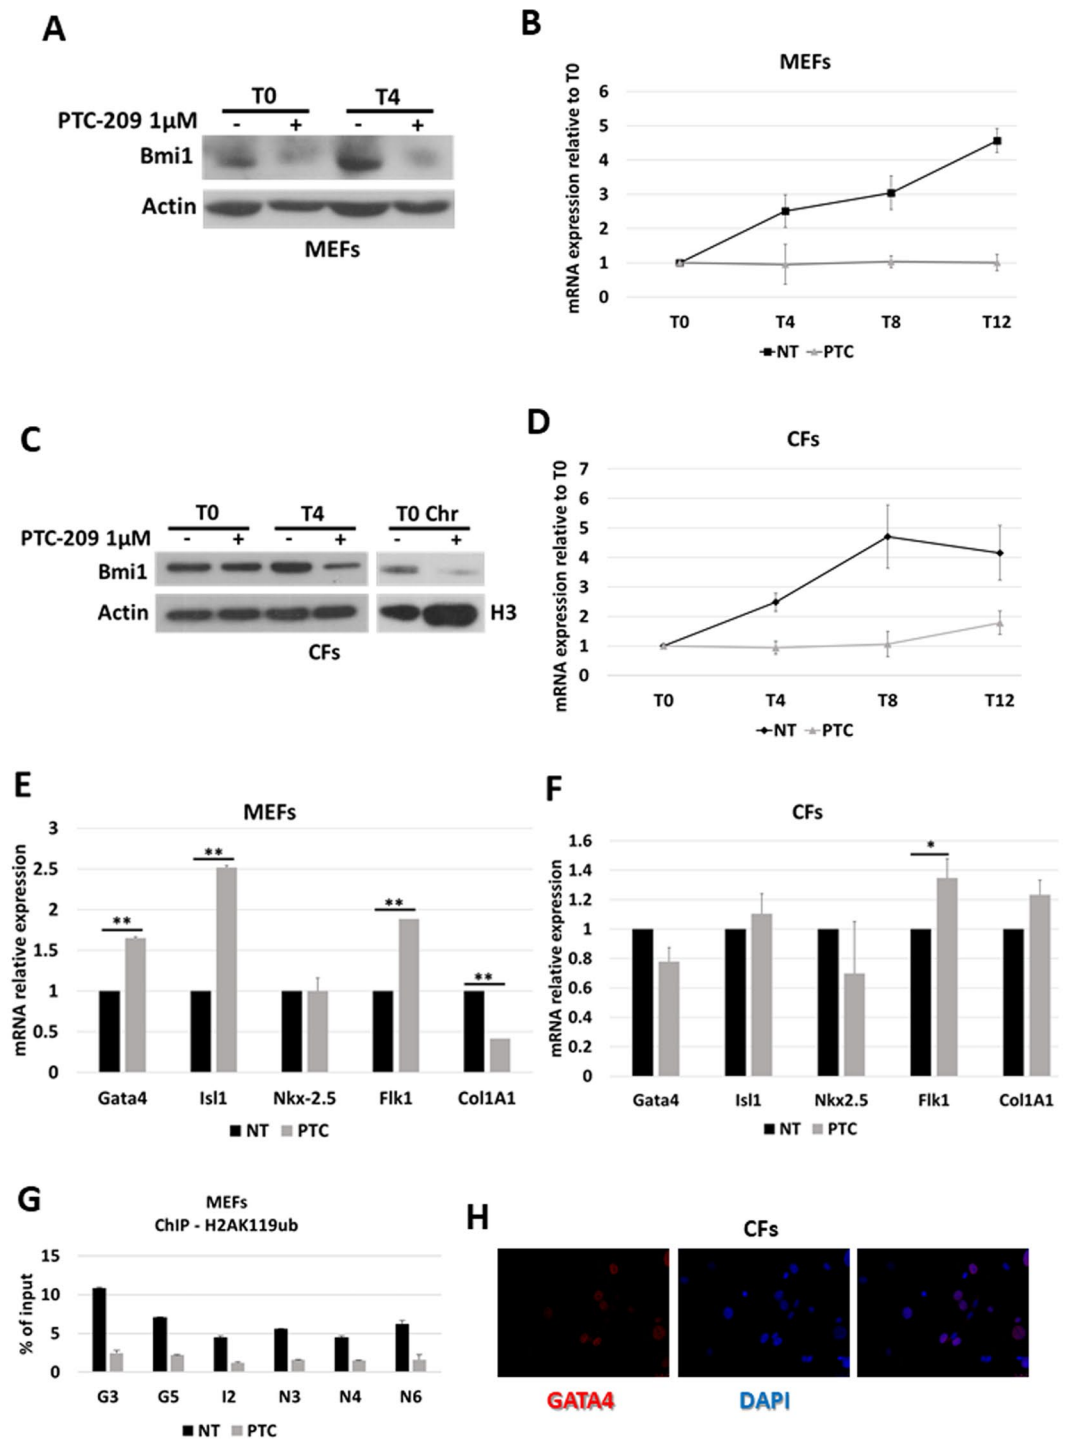 A
T0 T4
PTC-209 1µM - + - +
Bmi1
Actin
MEFs
B
MEFs
mRNA expression relative to T0
6
5
4
3
2
1
0
T0 T4 T8 T12
NT PTC
C
T0 T4 T0 Chr
PTC-209 1µM - + - + - +
Bmi1
Actin H3
CFs
D
CFs
mRNA expression relative to T0
7
6
5
4
3
2
1
0
T0 T4 T8 T12
NT PTC
E
MEFs
mRNA relative expression
3
2.5
2
1.5
1
0.5
0
** ** ** **
Gata4 Isl1 Nkx-2.5 Flk1 Col1A1
NT PTC
F
CFs
mRNA relative expression
1.6
1.4
1.2
1
0.8
0.6
0.4
0.2
0
*
Gata4 Isl1 Nkx2.5 Flk1 Col1A1
NT PTC
G
MEFs
ChIP - H2AK119ub
% of input
15
10
5
0
G3 G5 I2 N3 N4 N6
NT PTC
H
CFs
GATA4 DAPI